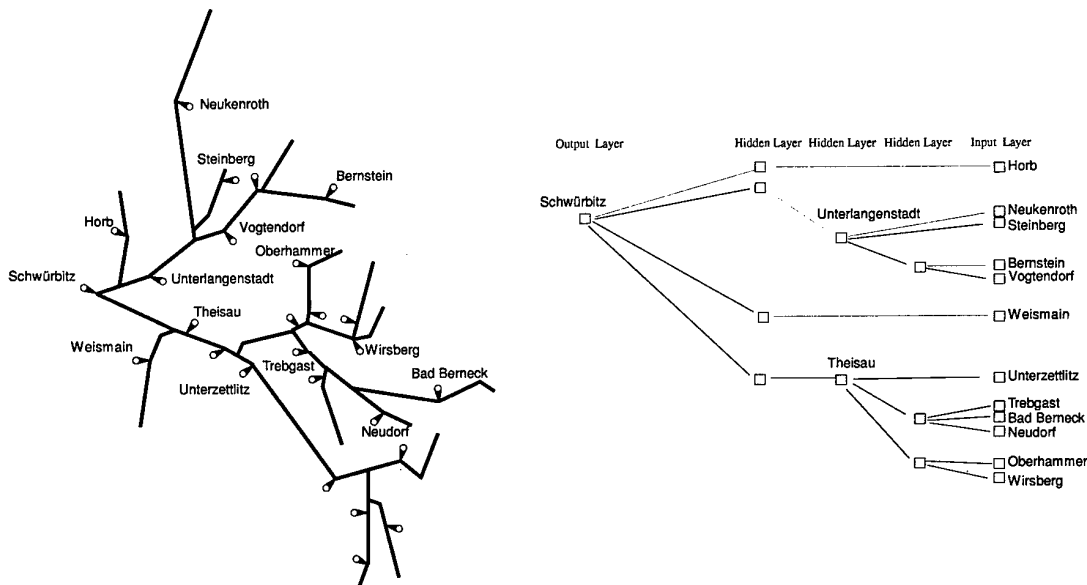 Neukenroth
Steinberg
Bernstein
Horb
Vogtendorf
Oberhammer
Schwürbitz
Unterlangenstadt
Theisau
Weismain
Wirsberg
Trebgast
Unterzettlitz
Bad Berneck
Neudorf
Output Layer
Hidden Layer
Hidden Layer
Hidden Layer
Input Layer
Horb
Schwürbitz
Unterlangenstadt
Neukenroth
Steinberg
Bernstein
Vogtendorf
Weismain
Theisau
Unterzettlitz
Trebgast
Bad Berneck
Neudorf
Oberhammer
Wirsberg